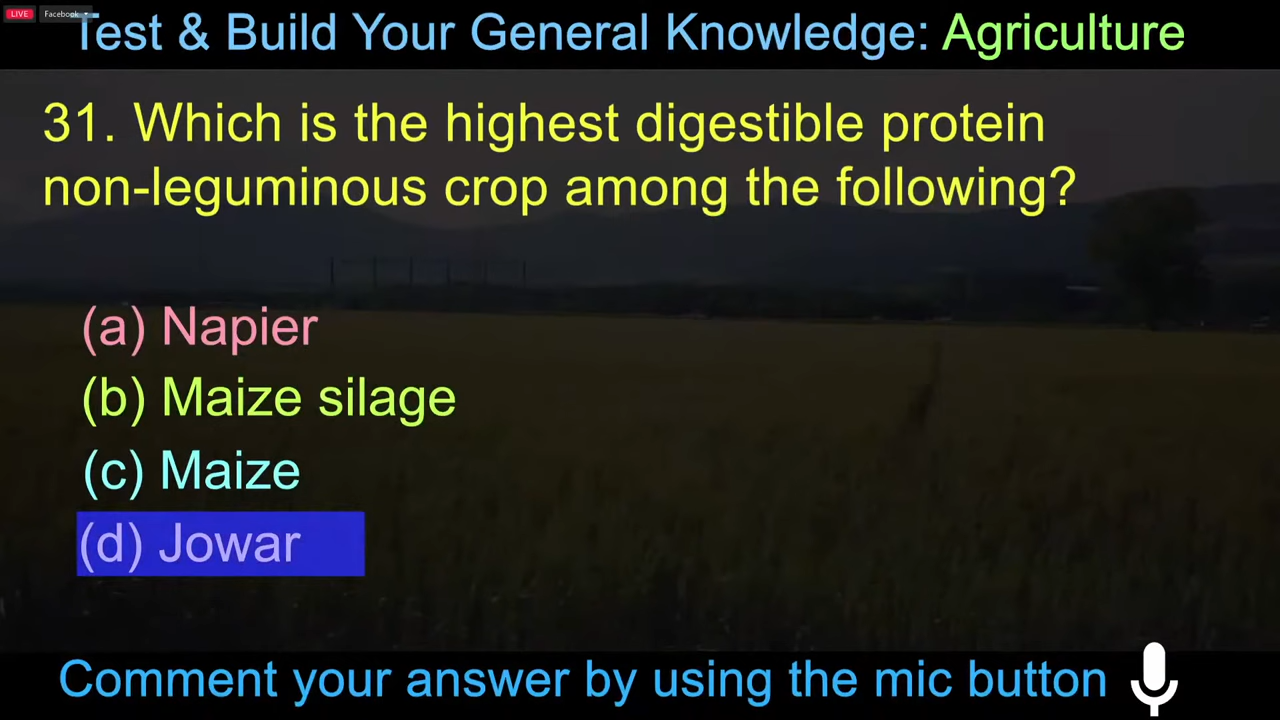 LIVE Facebook
Test & Build Your General Knowledge: Agriculture
31. Which is the highest digestible protein
non-leguminous crop among the following?
(a) Napier
(b) Maize silage
(c) Maize
(d) Jowar
Comment your answer by using the mic button